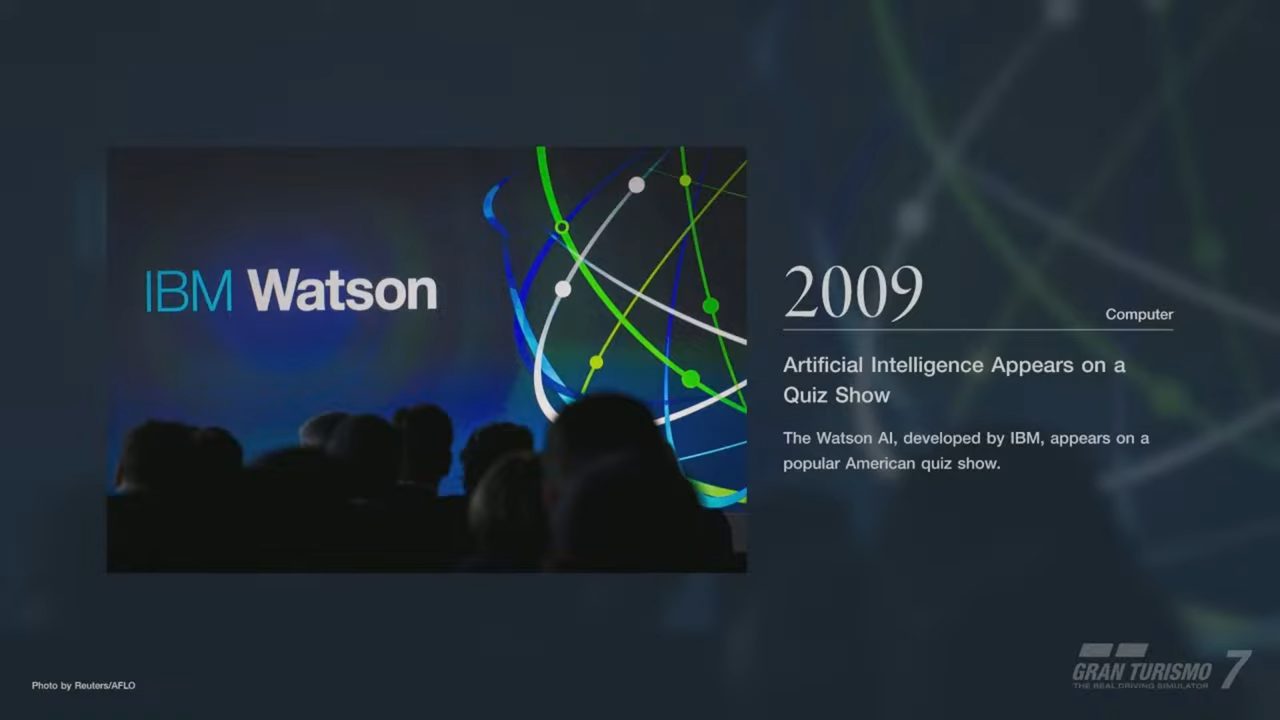 IBM Watson
2009
Computer
Artificial Intelligence Appears on a
Quiz Show
The Watson AI, developed by IBM, appears on a
popular American quiz show.
Photo by Reuters/AFLO
GRAN TURISMO 7
THE REAL DRIVING SIMULATOR